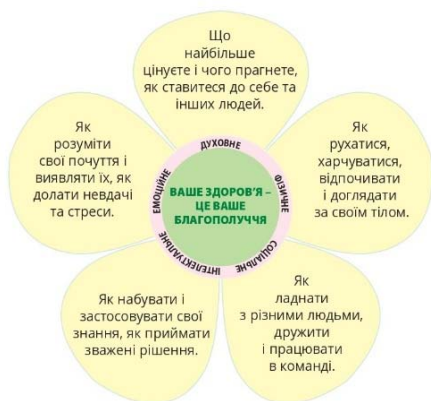 Що
найбільше
цінуєте і чого прагнете,
як ставитеся до себе та
інших людей.
Як
розуміти
свої почуття і
виявляти їх, як
долати невдачі
та стреси.
Як
рухатися,
харчуватися,
відпочивати
і доглядати
за своїм тілом.
ДУХОВНЕ
ЕМОЦІЙНЕ
ФІЗИЧНЕ
ВАШЕ ЗДОРОВ'Я –
ЦЕ ВАШЕ
БЛАГОПОЛУЧЧЯ
ІНТЕЛЕКТУАЛЬНЕ
СОЦІАЛЬНЕ
Як набувати і
застосовувати свої
знання, як приймати
зважені рішення.
Як
ладнати
з різними людьми,
дружити
і працювати
в команді.